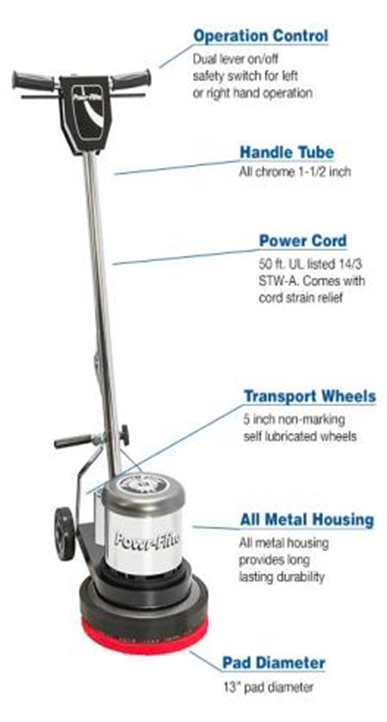 Operation Control
Dual lever on/off
safety switch for left
or right hand operation
Powr-Flite
Handle Tube
All chrome 1-1/2 inch
Power Cord
50 ft. UL listed 14/3
STW-A. Comes with
cord strain relief
Transport Wheels
5 inch non-marking
self lubricated wheels
All Metal Housing
All metal housing
provides long
lasting durability
Powr-Flite
Pad Diameter
13" pad diameter